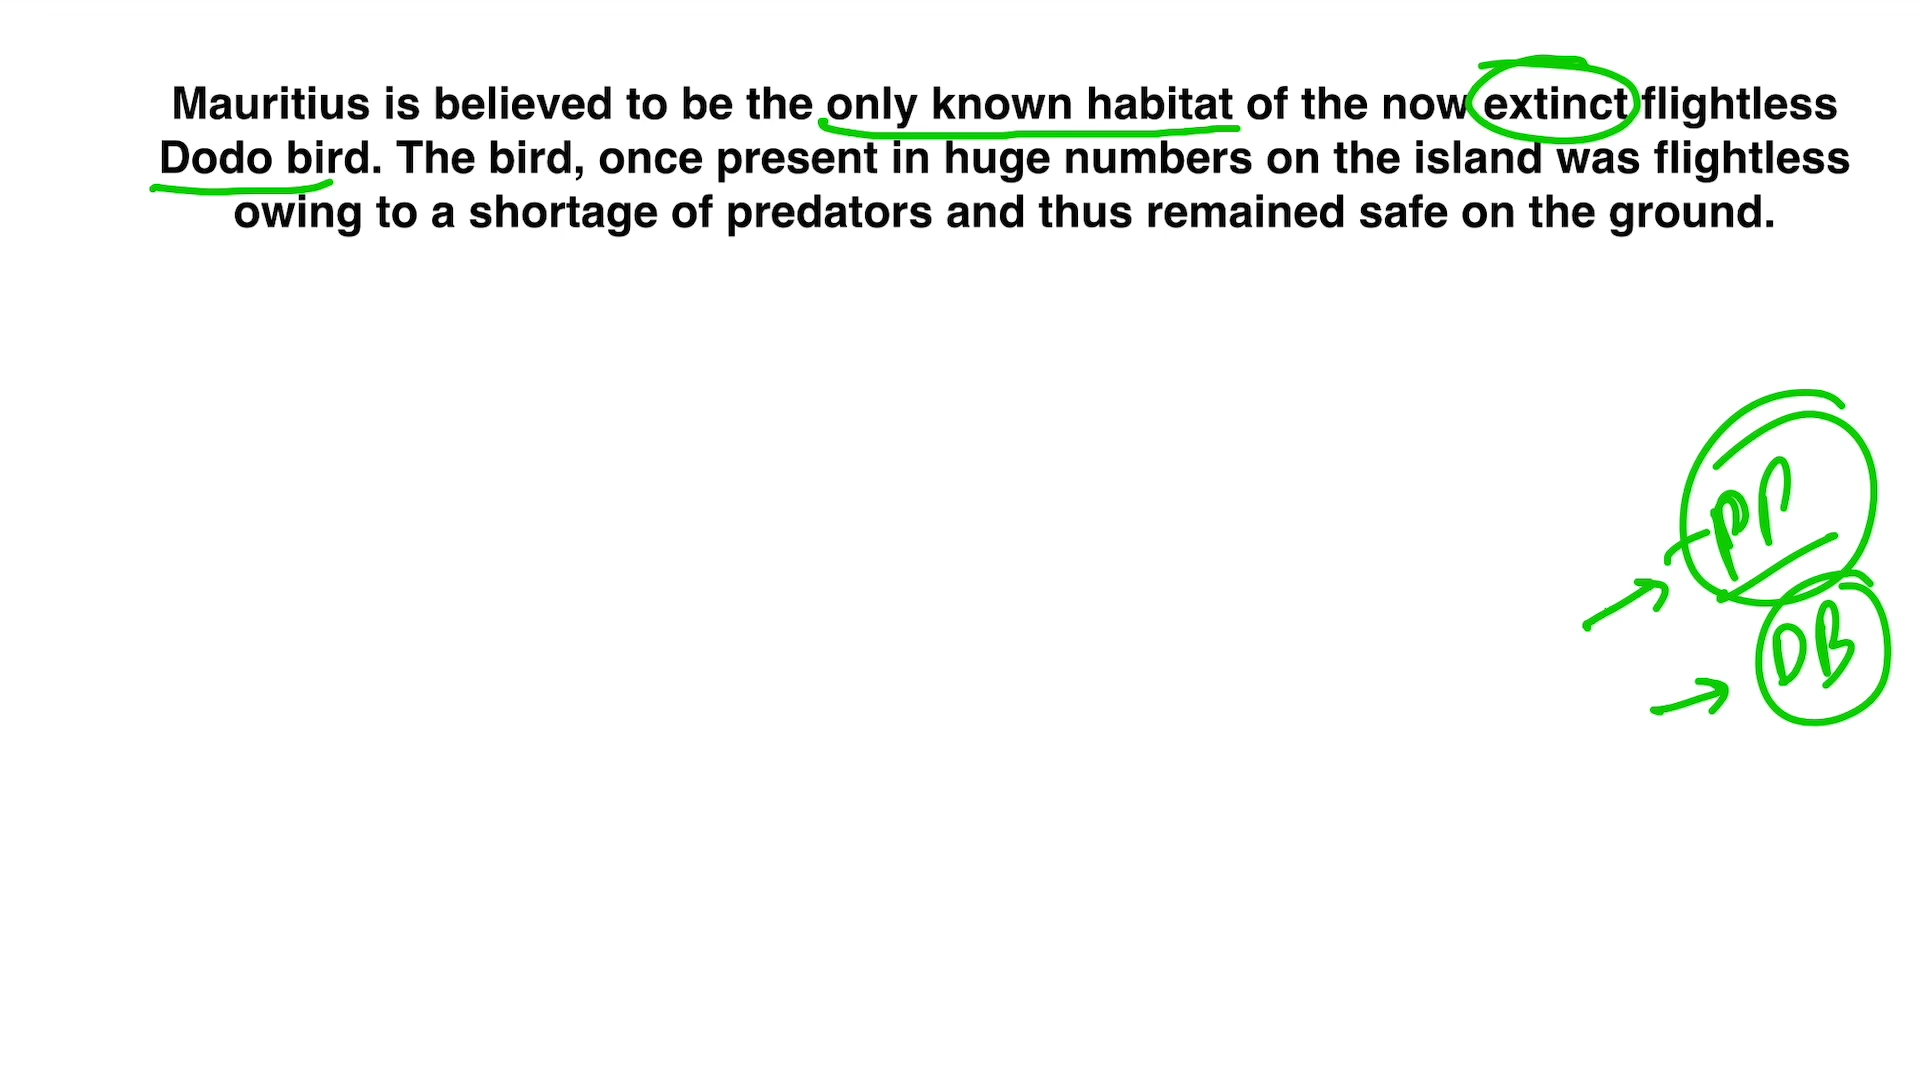 Mauritius is believed to be the only known habitat of the now extinct flightless
Dodo bird. The bird, once present in huge numbers on the island was flightless
owing to a shortage of predators and thus remained safe on the ground.
DB